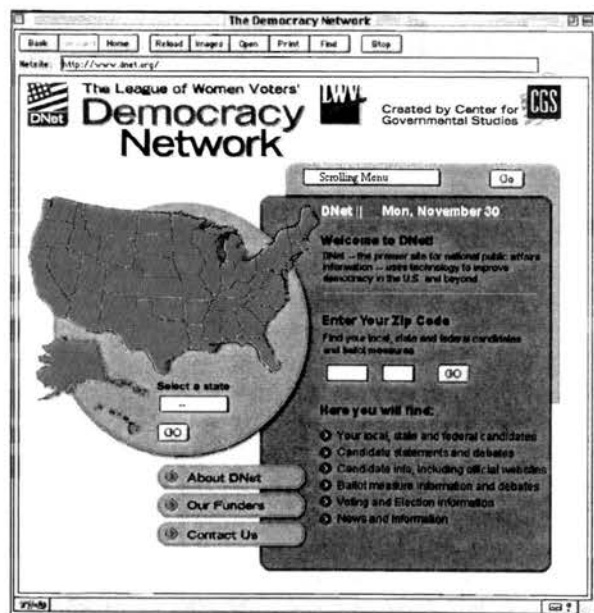 The Democracy Network
Back
Home
Reload
Images
Open
Print
Find
Stop
Netsite: http://www.dnet.org/
DNet
The League of Women Voters'
Democracy
Network
LWV
Created by Center for
Governmental Studies
CGS
Scrolling Menu
Go
DNet || Mon, November 30
Welcome to DNet!
DNet -- the premier site for national public affairs
information -- uses technology to improve
democracy in the U.S. and beyond
Enter Your Zip Code
Find your local, state and federal candidates
and ballot measures
GO
Select a state
--
GO
Here you will find:
Your local, state and federal candidates
Candidate statements and debates
Candidate info, including official websites
Ballot measure information and debates
Voting and Election information
News and Information
About DNet
Our Funders
Contact Us